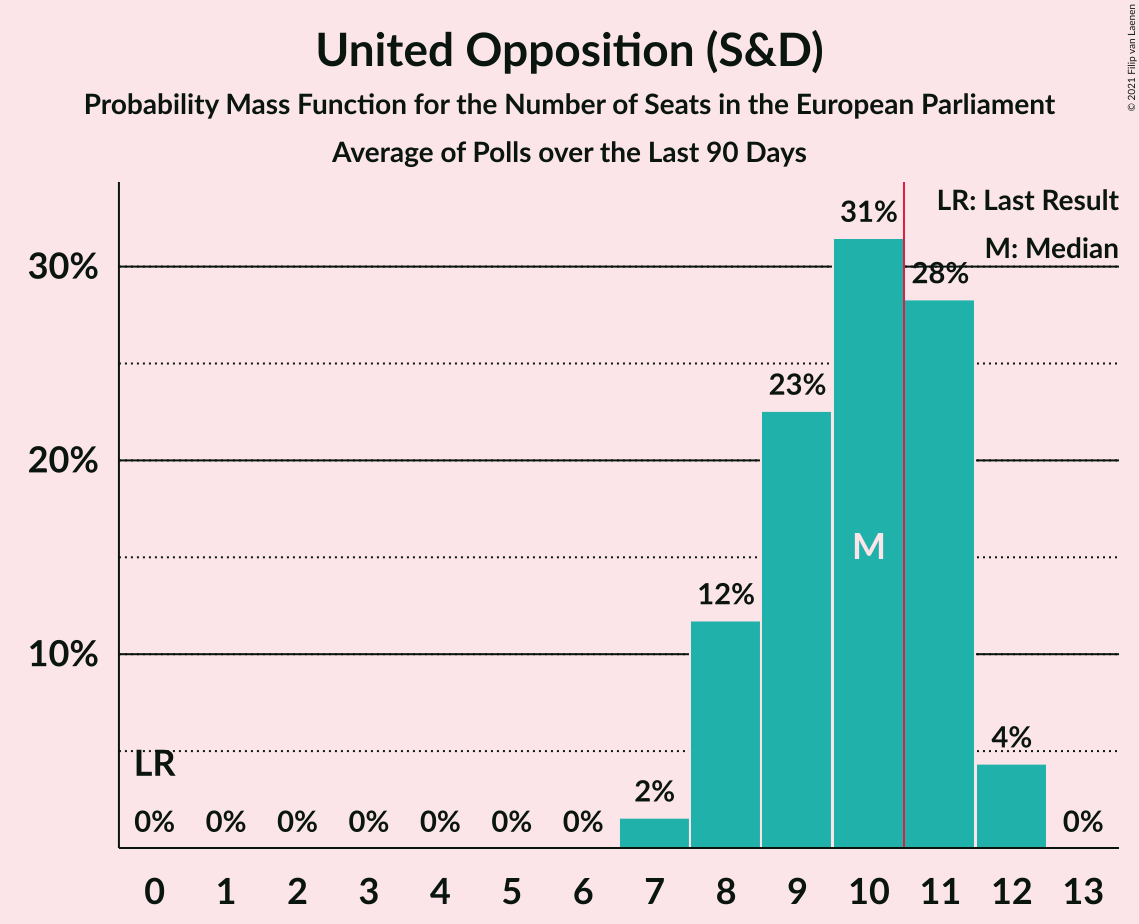 United Opposition (S&D)
Probability Mass Function for the Number of Seats in the European Parliament
Average of Polls over the Last 90 Days
© 2021 Filip van Laenen
LR: Last Result
M: Median
30%
20%
10%
LR
0% 0% 0% 0% 0% 0% 0% 2% 12% 23% 31% 28% 4% 0%
M
0 1 2 3 4 5 6 7 8 9 10 11 12 13